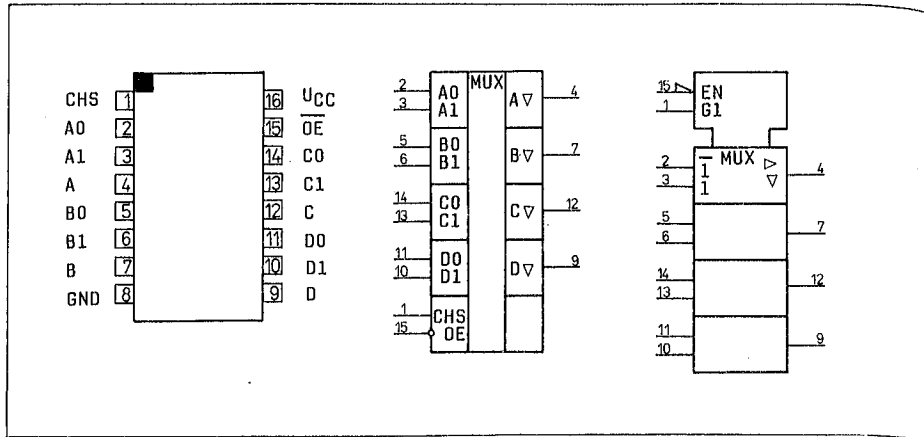 CHS 1 16 UCC
A0 2 15 OE
A1 3 14 C0
A 4 13 C1
B0 5 12 C
B1 6 11 D0
B 7 10 D1
GND 8 9 D
MUX
2 A0 A▽ 4
3 A1
5 B0 B▽ 7
6 B1
14 C0 C▽ 12
13 C1
11 D0 D▽ 9
10 D1
1 CHS
15 OE
15 EN
1 G1
MUX
2 1 ▷ 4
3 1 ▽
5
6 7
14
13 12
11
10 9